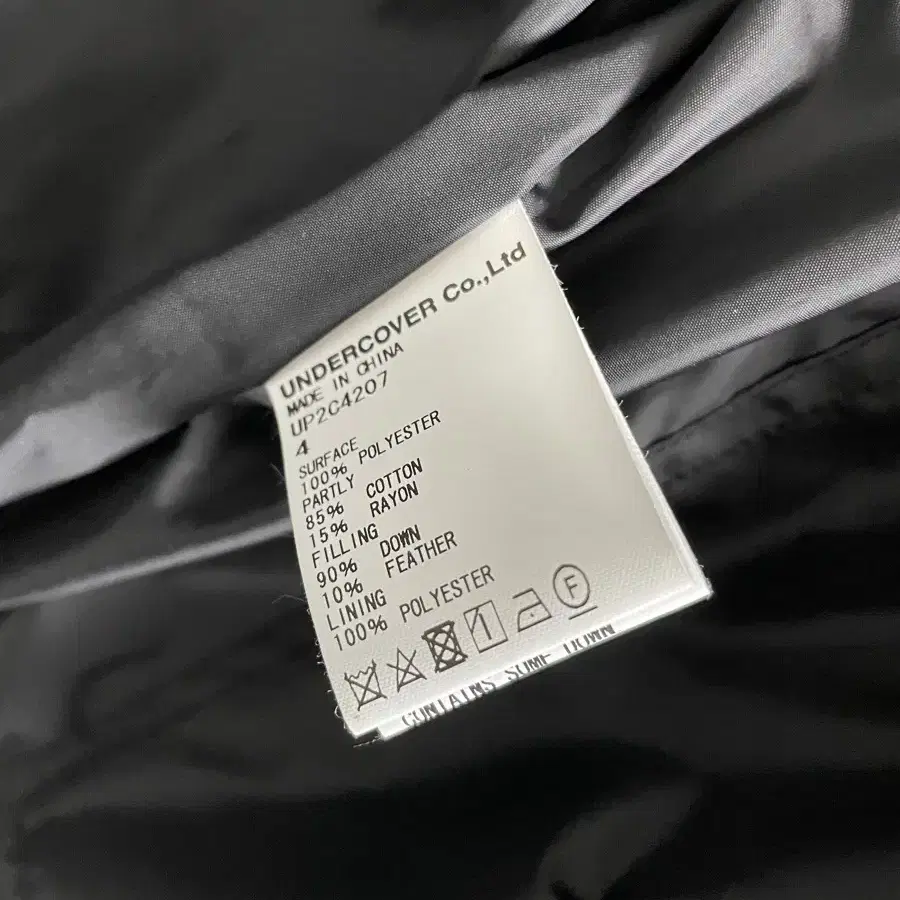 UNDERCOVER Co.,Ltd
MADE IN CHINA
UP2C4207
4
SURFACE
100% POLYESTER
PARTLY
85% COTTON
15% RAYON
FILLING
90% DOWN
10% FEATHER
LINING
100% POLYESTER
F
CONTAINS SOME DOWN